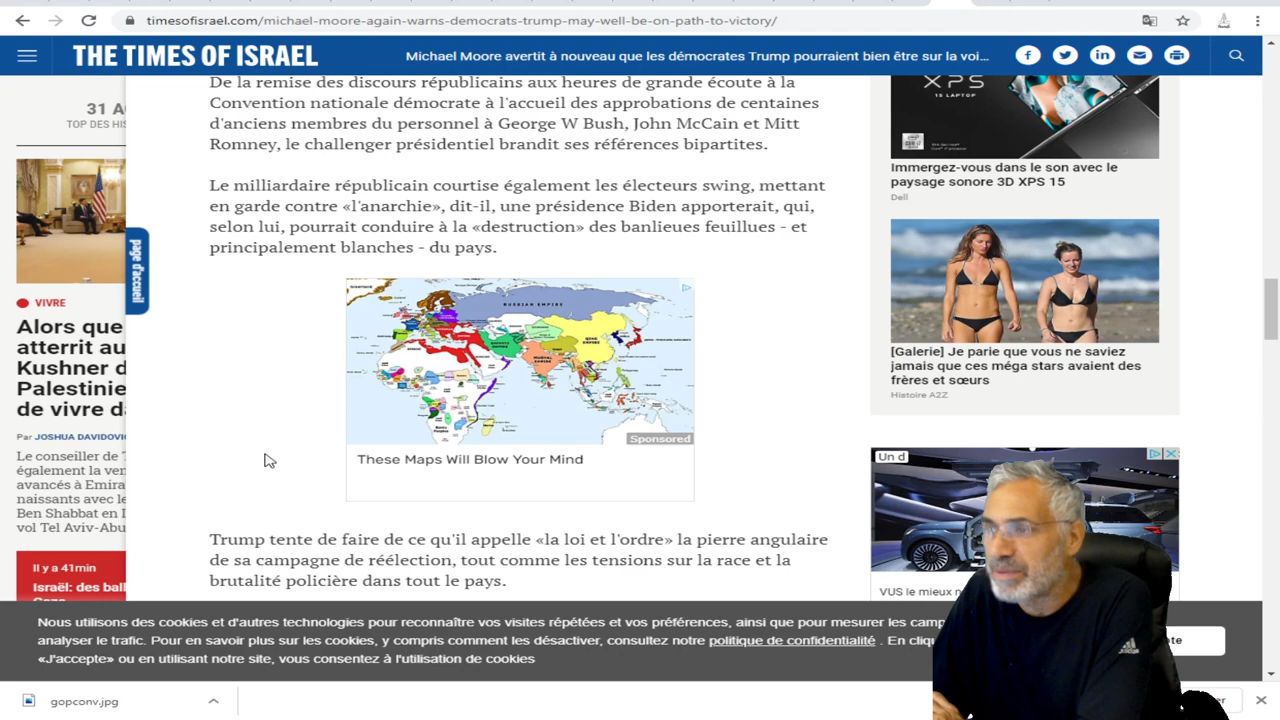 timesofisrael.com/michael-moore-again-warns-democrats-trump-may-well-be-on-path-to-victory/
THE TIMES OF ISRAEL
Michael Moore avertit à nouveau que les démocrates Trump pourraient bien être sur la voi...
31 A
TOP DES HIS
VIVRE
Alors que
atterrit au
Kushner d
Palestinie
de vivre d
Par JOSHUA DAVIDOVI
Le conseiller de T
également la ven
avancés à Emira
naissants avec le
Ben Shabbat en I
vol Tel Aviv-Abu
Il y a 41min
Israël: des ball
page d'accueil
De la remise des discours républicains aux heures de grande écoute à la
Convention nationale démocrate à l'accueil des approbations de centaines
d'anciens membres du personnel à George W Bush, John McCain et Mitt
Romney, le challenger présidentiel brandit ses références bipartites.
Le milliardaire républicain courtise également les électeurs swing, mettant
en garde contre «l'anarchie», dit-il, une présidence Biden apporterait, qui,
selon lui, pourrait conduire à la «destruction» des banlieues feuillues - et
principalement blanches - du pays.
RUSSIAN EMPIRE
Sponsored
These Maps Will Blow Your Mind
Trump tente de faire de ce qu'il appelle «la loi et l'ordre» la pierre angulaire
de sa campagne de réélection, tout comme les tensions sur la race et la
brutalité policière dans tout le pays.
XPS
15 LAPTOP
Immergez-vous dans le son avec le
paysage sonore 3D XPS 15
Dell
[Galerie] Je parie que vous ne saviez
jamais que ces méga stars avaient des
frères et sœurs
Histoire A2Z
Un d
VUS le mieux n
Nous utilisons des cookies et d'autres technologies pour reconnaître vos visites répétées et vos préférences, ainsi que pour mesurer les cam
analyser le trafic. Pour en savoir plus sur les cookies, y compris comment les désactiver, consultez notre politique de confidentialité . En cliqu
«J'accepte» ou en utilisant notre site, vous consentez à l'utilisation de cookies
pte
gopconv.jpg
er